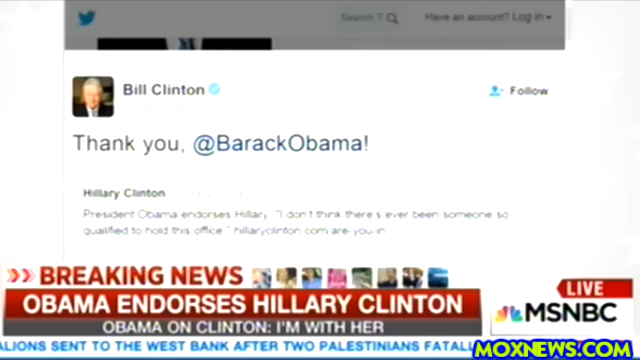 Search T
Have an account? Log in
Bill Clinton
Follow
Thank you, @BarackObama!
Hillary Clinton
President Obama endorses Hillary. "I don't think there's ever been someone so
qualified to hold this office." hillaryclinton.com/are-you-in
BREAKING NEWS
OBAMA ENDORSES HILLARY CLINTON
OBAMA ON CLINTON: I'M WITH HER
LIVE
MSNBC
ALIONS SENT TO THE WEST BANK AFTER TWO PALESTINIANS FATALL
MOXNEWS.COM